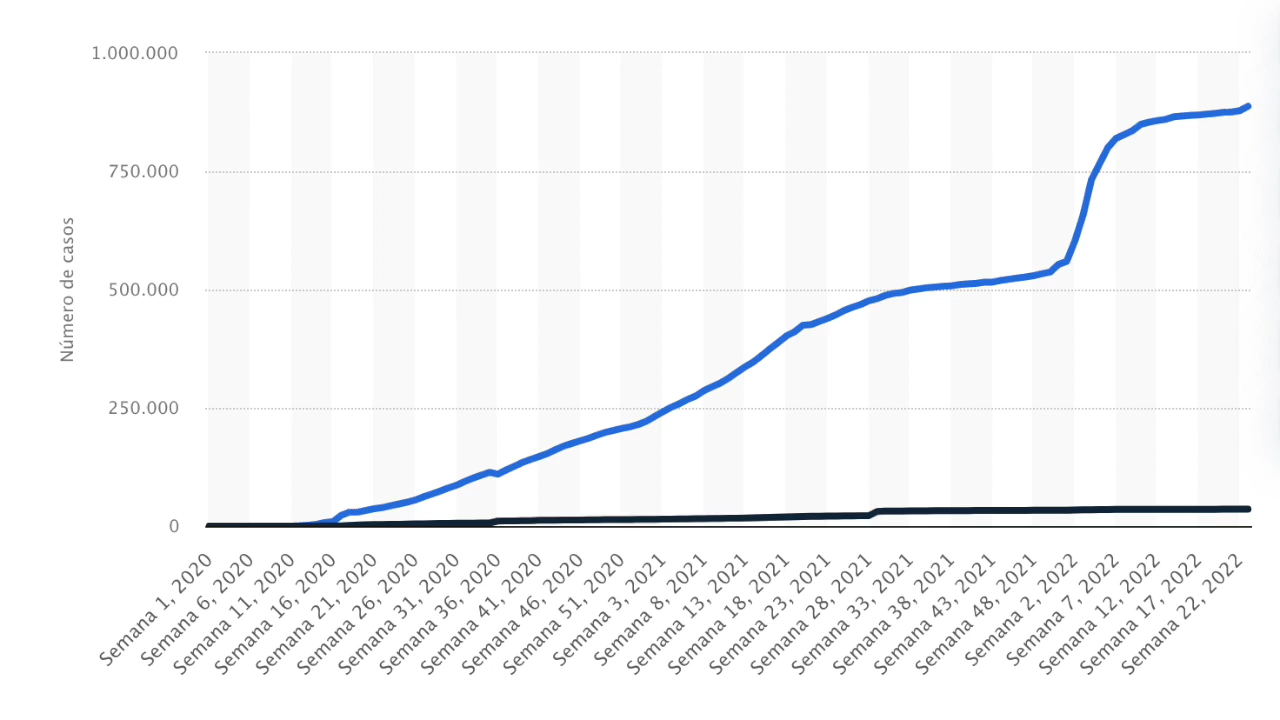 1.000.000
750.000
500.000
250.000
0
Número de casos
Semana 1, 2020
Semana 6, 2020
Semana 11, 2020
Semana 16, 2020
Semana 21, 2020
Semana 26, 2020
Semana 31, 2020
Semana 36, 2020
Semana 41, 2020
Semana 46, 2020
Semana 51, 2020
Semana 3, 2021
Semana 8, 2021
Semana 13, 2021
Semana 18, 2021
Semana 23, 2021
Semana 28, 2021
Semana 33, 2021
Semana 38, 2021
Semana 43, 2021
Semana 48, 2021
Semana 2, 2022
Semana 7, 2022
Semana 12, 2022
Semana 17, 2022
Semana 22, 2022